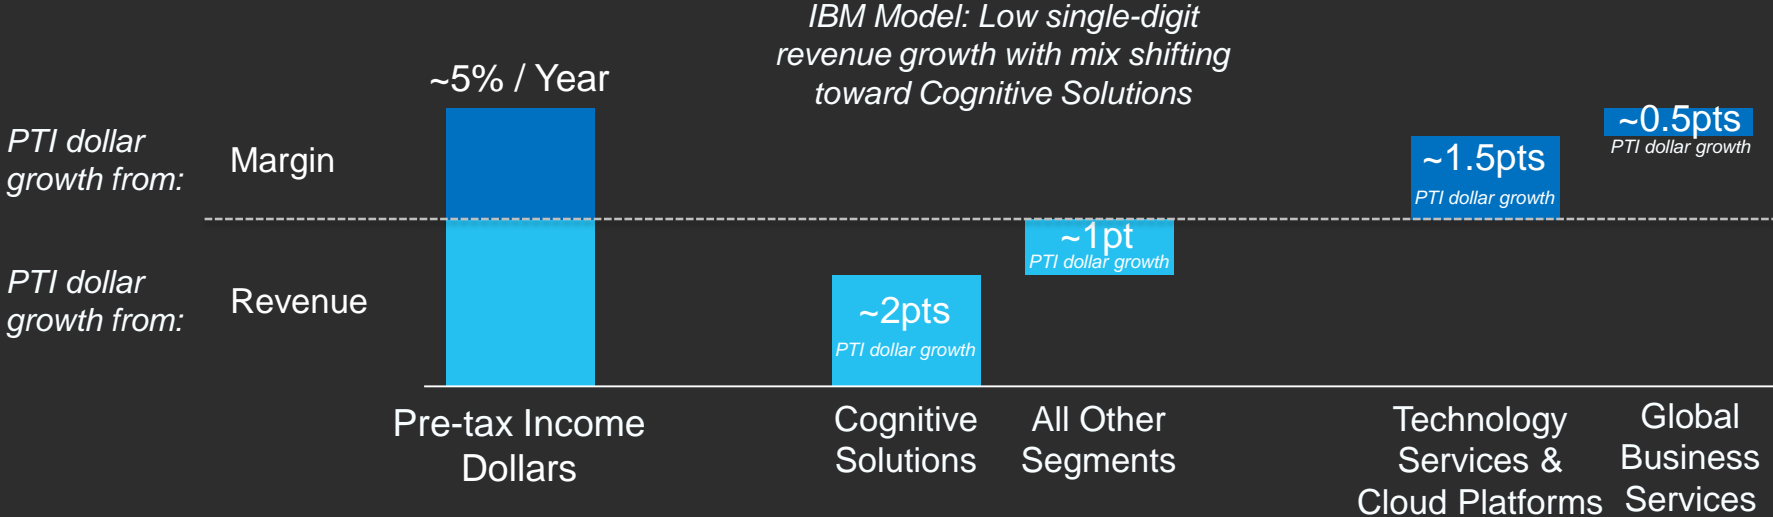 IBM Model: Low single-digit
revenue growth with mix shifting
toward Cognitive Solutions
~5% / Year
PTI dollar
growth from:
Margin
~0.5pts
PTI dollar growth
~1.5pts
PTI dollar growth
~1pt
PTI dollar growth
PTI dollar
growth from:
Revenue
~2pts
PTI dollar growth
Pre-tax Income
Dollars
Cognitive
Solutions
All Other
Segments
Technology
Services &
Cloud Platforms
Global
Business
Services